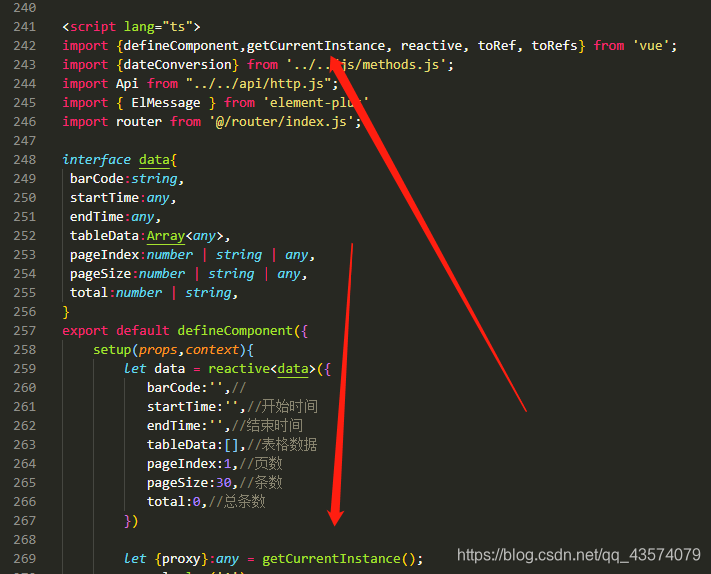 240
241 <script lang="ts">
242 import {defineComponent,getCurrentInstance, reactive, toRef, toRefs} from 'vue';
243 import {dateConversion} from '../../js/methods.js';
244 import Api from "../../api/http.js";
245 import { ElMessage } from 'element-plus'
246 import router from '@/router/index.js';
247
248 interface data{
249 barCode:string,
250 startTime:any,
251 endTime:any,
252 tableData:Array<any>,
253 pageIndex:number | string | any,
254 pageSize:number | string | any,
255 total:number | string,
256 }
257 export default defineComponent({
258 setup(props,context){
259 let data = reactive<data>({
260 barCode:'',//
261 startTime:'',//开始时间
262 endTime:'',//结束时间
263 tableData:[],//表格数据
264 pageIndex:1,//页数
265 pageSize:30,//条数
266 total:0,//总条数
267 })
268
269 let {proxy}:any = getCurrentInstance();
https://blog.csdn.net/qq_43574079